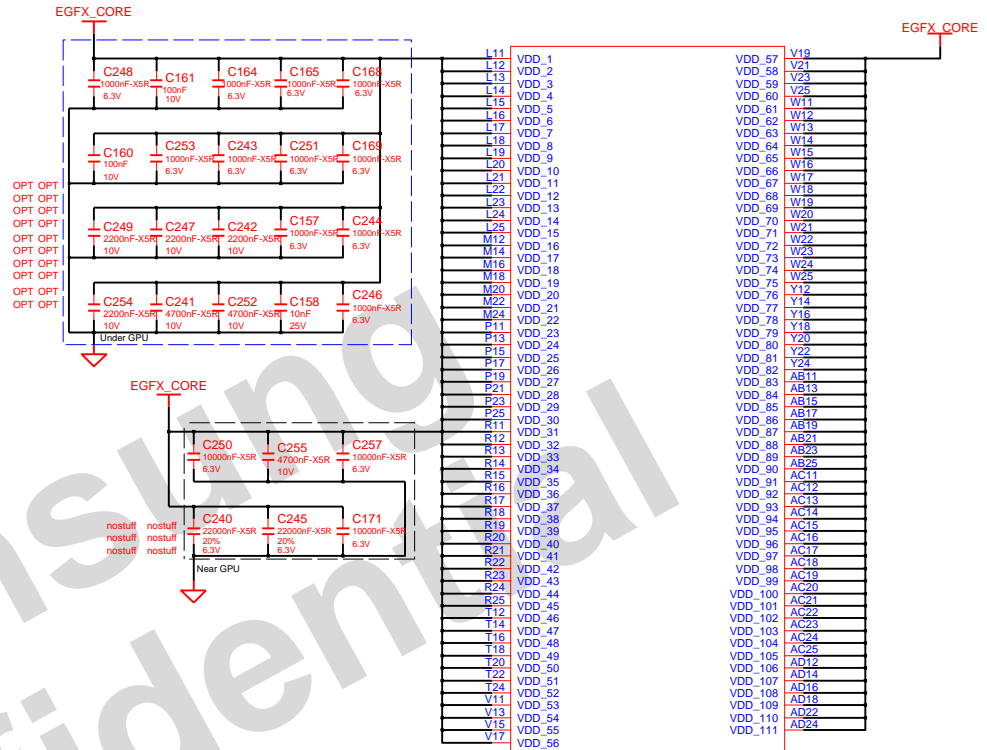 EGFX_CORE
C248 1000nF-X5R 6.3V
C161 100nF 10V
C164 1000nF-X5R 6.3V
C165 1000nF-X5R 6.3V
C168 1000nF-X5R 6.3V
C160 100nF 10V
C253 1000nF-X5R 6.3V
C243 1000nF-X5R 6.3V
C251 1000nF-X5R 6.3V
C169 1000nF-X5R 6.3V
OPT OPT
OPT OPT
OPT OPT
OPT OPT
C249 2200nF-X5R 10V
C247 2200nF-X5R 10V
C242 2200nF-X5R 10V
C157 1000nF-X5R 6.3V
C244 1000nF-X5R 6.3V
OPT OPT
OPT OPT
OPT OPT
OPT OPT
C254 2200nF-X5R 10V
C241 4700nF-X5R 10V
C252 4700nF-X5R 10V
C158 10nF 25V
C246 1000nF-X5R 6.3V
OPT OPT
OPT OPT
Under GPU
EGFX_CORE
C250 10000nF-X5R 6.3V
C255 4700nF-X5R 10V
C257 10000nF-X5R 6.3V
C240 22000nF-X5R 20% 6.3V
C245 22000nF-X5R 20% 6.3V
C171 10000nF-X5R 6.3V
nostuff nostuff
nostuff nostuff
nostuff nostuff
Near GPU
L11 VDD_1
L12 VDD_2
L13 VDD_3
L14 VDD_4
L15 VDD_5
L16 VDD_6
L17 VDD_7
L18 VDD_8
L19 VDD_9
L20 VDD_10
L21 VDD_11
L22 VDD_12
L23 VDD_13
L24 VDD_14
L25 VDD_15
M12 VDD_16
M14 VDD_17
M16 VDD_18
M18 VDD_19
M20 VDD_20
M22 VDD_21
M24 VDD_22
P11 VDD_23
P13 VDD_24
P15 VDD_25
P17 VDD_26
P19 VDD_27
P21 VDD_28
P23 VDD_29
P25 VDD_30
R11 VDD_31
R12 VDD_32
R13 VDD_33
R14 VDD_34
R15 VDD_35
R16 VDD_36
R17 VDD_37
R18 VDD_38
R19 VDD_39
R20 VDD_40
R21 VDD_41
R22 VDD_42
R23 VDD_43
R24 VDD_44
R25 VDD_45
T12 VDD_46
T14 VDD_47
T16 VDD_48
T18 VDD_49
T20 VDD_50
T22 VDD_51
T24 VDD_52
V11 VDD_53
V13 VDD_54
V15 VDD_55
V17 VDD_56
EGFX_CORE
VDD_57 V19
VDD_58 V21
VDD_59 V23
VDD_60 V25
VDD_61 W11
VDD_62 W12
VDD_63 W13
VDD_64 W14
VDD_65 W15
VDD_66 W16
VDD_67 W17
VDD_68 W18
VDD_69 W19
VDD_70 W20
VDD_71 W21
VDD_72 W22
VDD_73 W23
VDD_74 W24
VDD_75 W25
VDD_76 Y12
VDD_77 Y14
VDD_78 Y16
VDD_79 Y18
VDD_80 Y20
VDD_81 Y22
VDD_82 Y24
VDD_83 AB11
VDD_84 AB13
VDD_85 AB15
VDD_86 AB17
VDD_87 AB19
VDD_88 AB21
VDD_89 AB23
VDD_90 AB25
VDD_91 AC11
VDD_92 AC12
VDD_93 AC13
VDD_94 AC14
VDD_95 AC15
VDD_96 AC16
VDD_97 AC17
VDD_98 AC18
VDD_99 AC19
VDD_100 AC20
VDD_101 AC21
VDD_102 AC22
VDD_103 AC23
VDD_104 AC24
VDD_105 AC25
VDD_106 AD12
VDD_107 AD14
VDD_108 AD16
VDD_109 AD18
VDD_110 AD22
VDD_111 AD24
sung
fidential